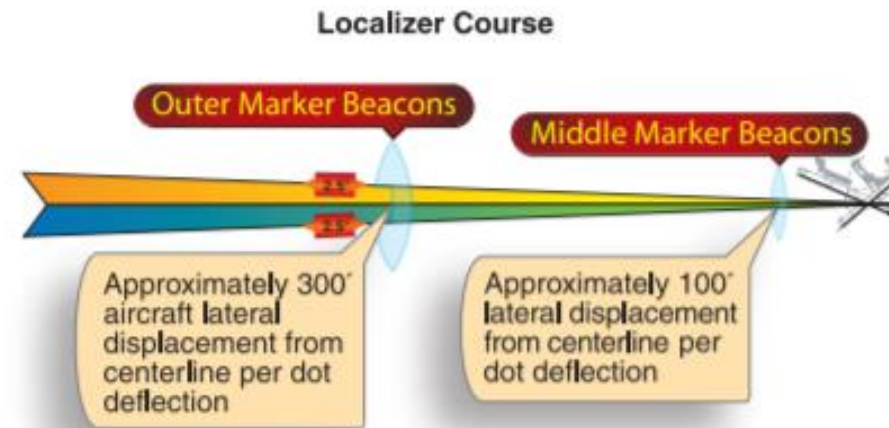 Localizer Course
Outer Marker Beacons
Middle Marker Beacons
2.5°
2.5°
Approximately 300′
aircraft lateral
displacement from
centerline per dot
deflection
Approximately 100′
lateral displacement
from centerline per
dot deflection